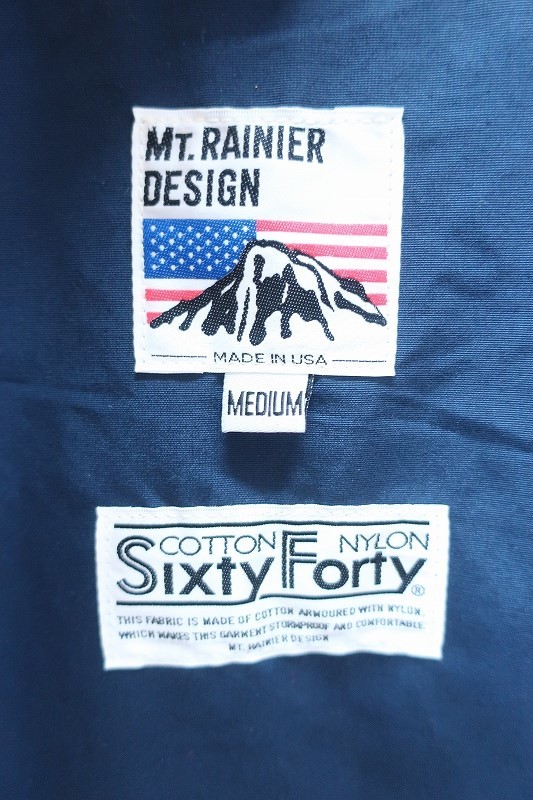 MT. RAINIER
DESIGN
MADE IN USA
MEDIUM
COTTON NYLON
Sixty Forty ®
THIS FABRIC IS MADE OF COTTON ARMOURED WITH NYLON,
WHICH MAKES THIS GARMENT STORMPROOF AND COMFORTABLE
MT. RAINIER DESIGN